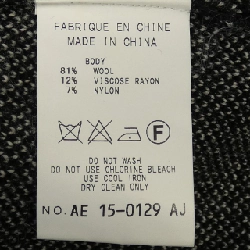 FABRIQUE EN CHINE
MADE IN CHINA
BODY
81% WOOL
12% VISCOSE RAYON
7% NYLON
F
DO NOT WASH
DO NOT USE CHLORINE BLEACH
USE COOL IRON
DRY CLEAN ONLY
NO. AE 15-0129 AJ